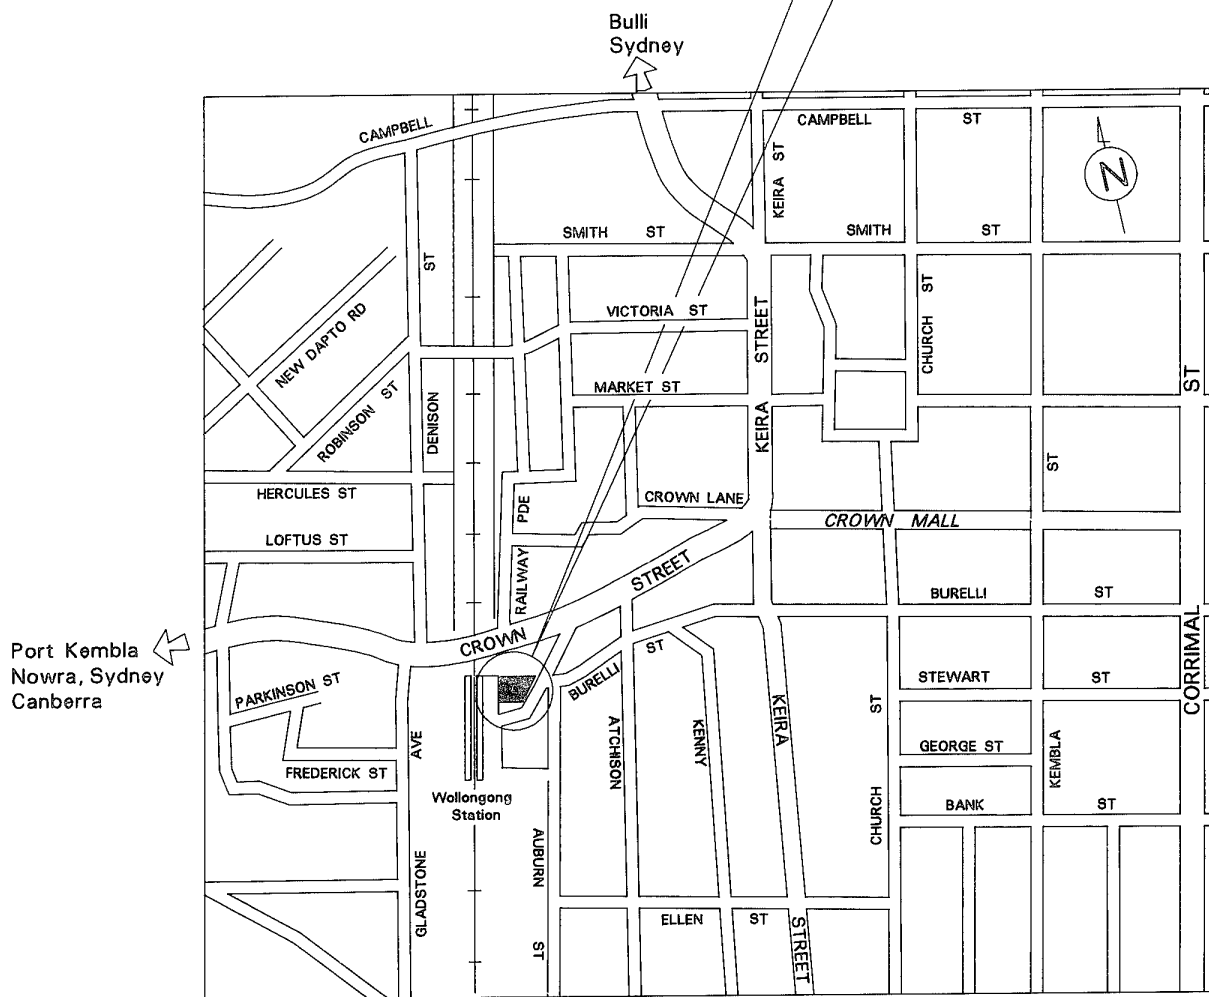 Bulli
Sydney
CAMPBELL
CAMPBELL ST
KEIRA ST
N
SMITH ST
SMITH ST
ST
NEW DAPTO RD
VICTORIA ST
STREET
CHURCH ST
ROBINSON ST
DENISON
MARKET ST
KEIRA
ST
ST
HERCULES ST
PDE
CROWN LANE
CROWN MALL
LOFTUS ST
RAILWAY
STREET
BURELLI ST
CROWN
Port Kembla
Nowra, Sydney
Canberra
PARKINSON ST
BURELLI ST
STEWART ST
CORRIMAL
AVE
ATCHISON
KENNY
KEIRA
ST
GEORGE ST
KEMBLA
FREDERICK ST
Wollongong
Station
BANK ST
CHURCH
AUBURN
GLADSTONE
ELLEN ST
ST
STREET